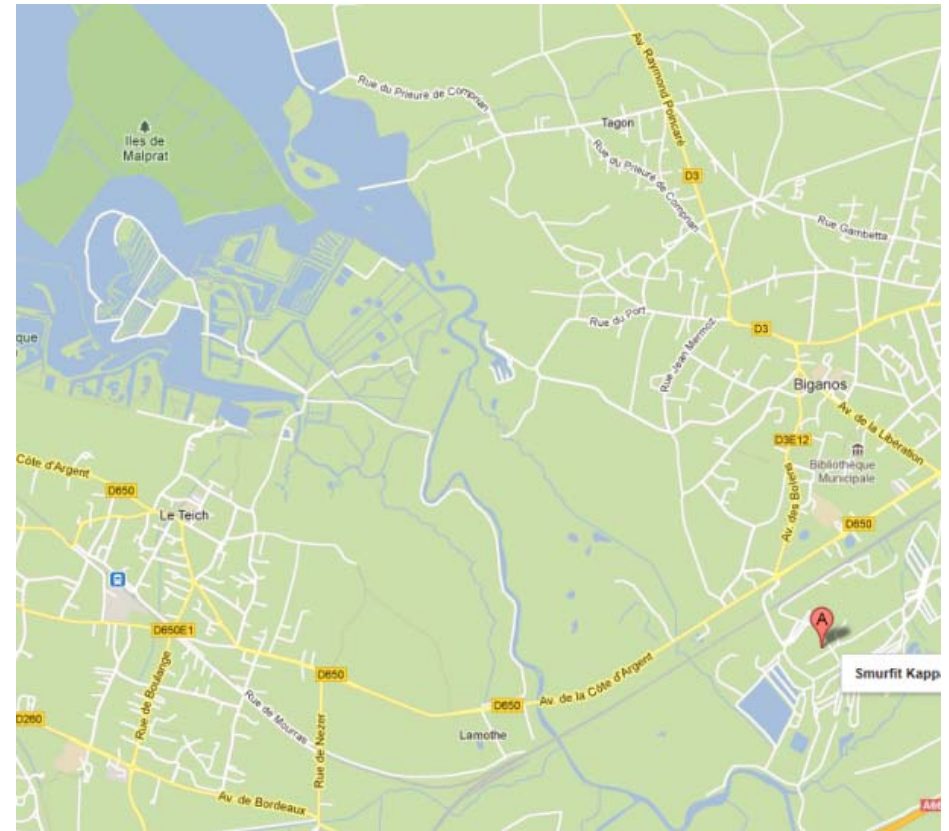 Av. Raymond Poincaré
Rue du Prieuré de Comprian
Tagon
Iles de
Malprat
Rue du Prieuré de Comprian
D3
Rue Gambetta
Rue du Port
D3
que
Rue Jean Mermoz
Biganos
Av. de la Libération
D3E12
Bibliothèque
Municipale
Côte d'Argent
D650
Av. des Boiens
Le Teich
D650
A
D650E1
Smurfit Kapp
D650
Rue de Boulange
Av. de la Côte d'Argent
Rue de Mourras
D650
D260
Rue de Nezer
Lamothe
Av. de Bordeaux
A66